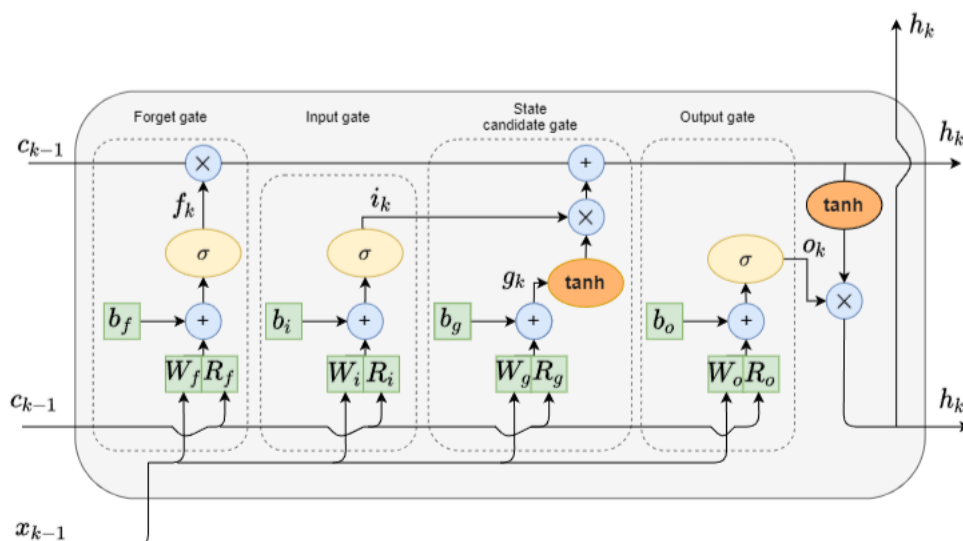 h_k
Forget gate
Input gate
State
candidate gate
Output gate
c_{k-1}
×
+
h_k
f_k
i_k
×
tanh
σ
σ
g_k
tanh
σ
o_k
×
b_f
+
b_i
+
b_g
+
b_o
+
W_f R_f
W_i R_i
W_g R_g
W_o R_o
c_{k-1}
h_k
x_{k-1}